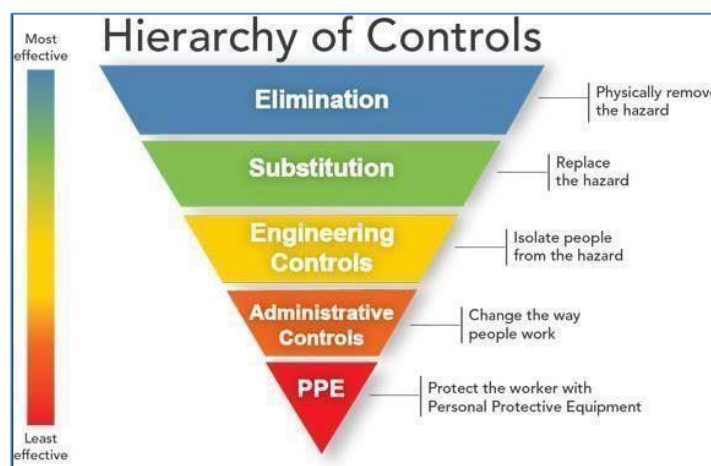 Hierarchy of Controls
Most
effective
Elimination
Physically remove
the hazard
Substitution
Replace
the hazard
Engineering
Controls
Isolate people
from the hazard
Administrative
Controls
Change the way
people work
PPE
Protect the worker with
Personal Protective Equipment
Least
effective